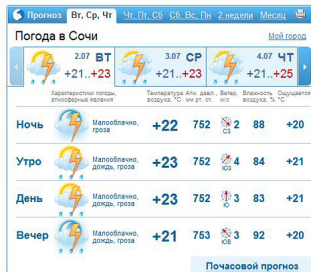 Прогноз Вт, Ср, Чт Чт, Пт, Сб Сб, Вс, Пн 2 недели Месяц
Погода в Сочи Мой город
2.07 ВТ 3.07 СР 4.07 ЧТ
+21..+23 +21..+23 +21..+25
Характеристики погоды, атмосферные явления
Температура воздуха, °C
Атм. давл., мм рт. ст.
Ветер, м/с
Влажность воздуха, %
Ощущается °C
Ночь Малооблачно, гроза +22 752 СЗ 3 88 +20
Утро Малооблачно, дождь, гроза +23 752 ЮЗ 4 84 +21
День Малооблачно, дождь, гроза +23 752 Ю 3 83 +21
Вечер Малооблачно, дождь, гроза +21 753 ЮВ 3 92 +20
Почасовой прогноз